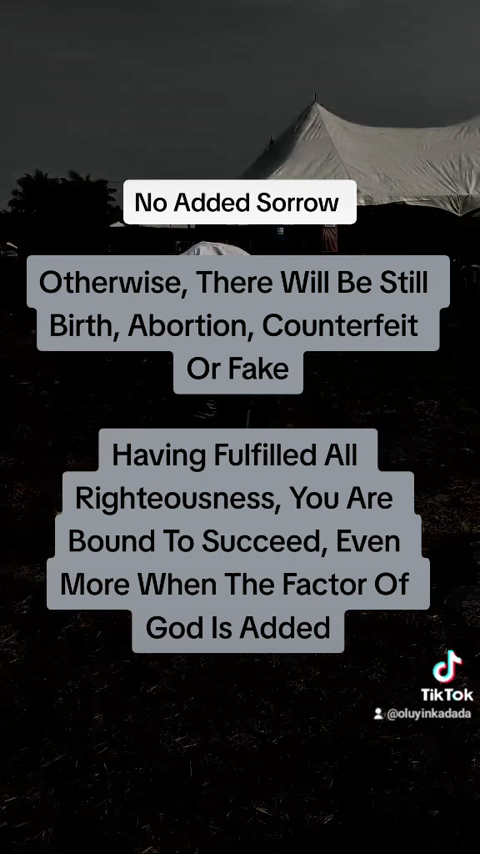 No Added Sorrow
Otherwise, There Will Be Still
Birth, Abortion, Counterfeit
Or Fake
Having Fulfilled All
Righteousness, You Are
Bound To Succeed, Even
More When The Factor Of
God Is Added
TikTok
@oluyinkadada